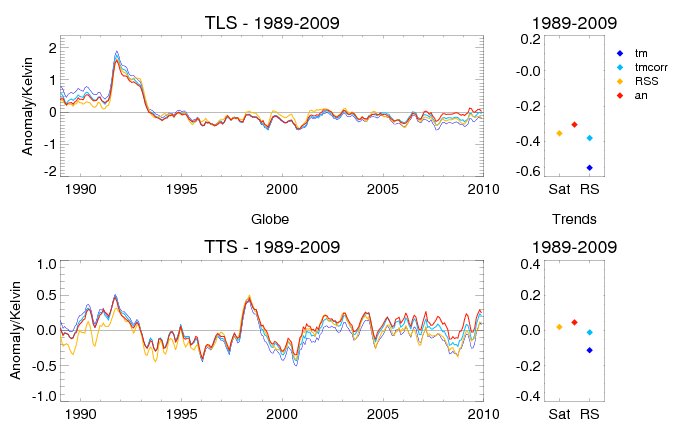 TLS - 1989-2009
1989-2009
Anomaly/Kelvin
2
1
0
-1
-2
1990
1995
2000
2005
2010
0.2
-0.0
-0.2
-0.4
-0.6
Sat
RS
tm
tmcorr
RSS
an
Globe
Trends
TTS - 1989-2009
1989-2009
Anomaly/Kelvin
1.0
0.5
0.0
-0.5
-1.0
1990
1995
2000
2005
2010
0.4
0.2
0.0
-0.2
-0.4
Sat
RS